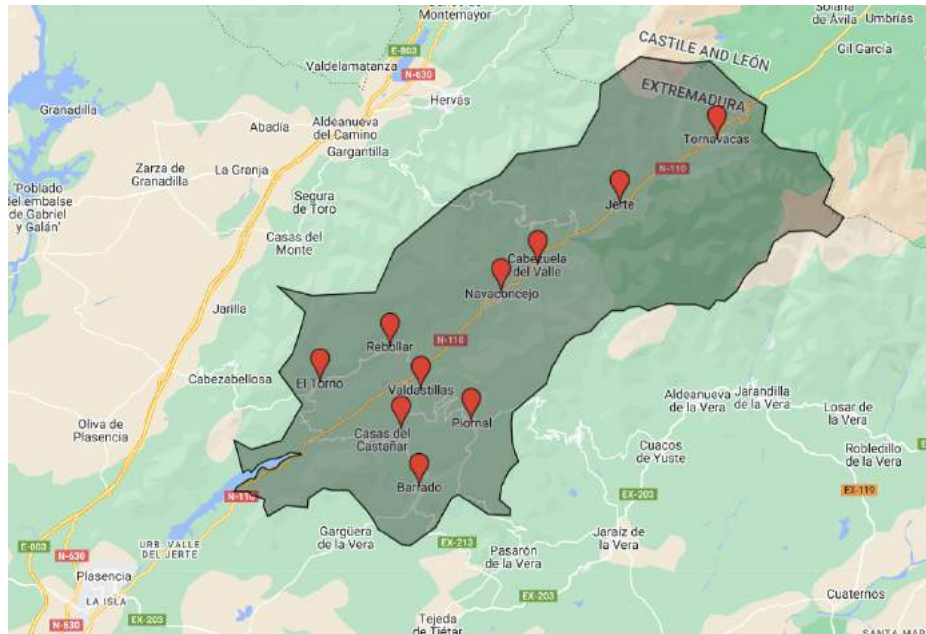 de Montemayor
Solana
de Ávila
Umbrías
E-803
CASTILE AND LEÓN
Gil García
Valdelamatanza
N-630
EXTREMADURA
Hervás
Granadilla
Aldeanueva
del Camino
Abadía
Tornavacas
Gargantilla
Zarza de
Granadilla
La Granja
N-110
'Poblado
del embalse
de Gabriel
y Galán'
Segura
de Toro
Jerte
Casas del
Monte
Cabezuela
del Valle
Navaconcejo
Jarilla
Rebollar
N-110
El Torno
Cabezabellosa
Valdastillas
Aldeanueva
de la Vera
Jarandilla
de la Vera
Piornal
Losar de
la Vera
Oliva de
Plasencia
Casas del
Castañar
Cuacos
de Yuste
Robledillo
de la Vera
Barrado
N-110
EX-203
EX-119
Gargüera
de la Vera
Jaraíz de
la Vera
E-803
N-630
URB. VALLE
DEL JERTE
EX-213
Pasarón
de la Vera
Plasencia
LA ISLA
EX-203
EX-203
Cuaternos
Tejeda
de Tiétar
N-630